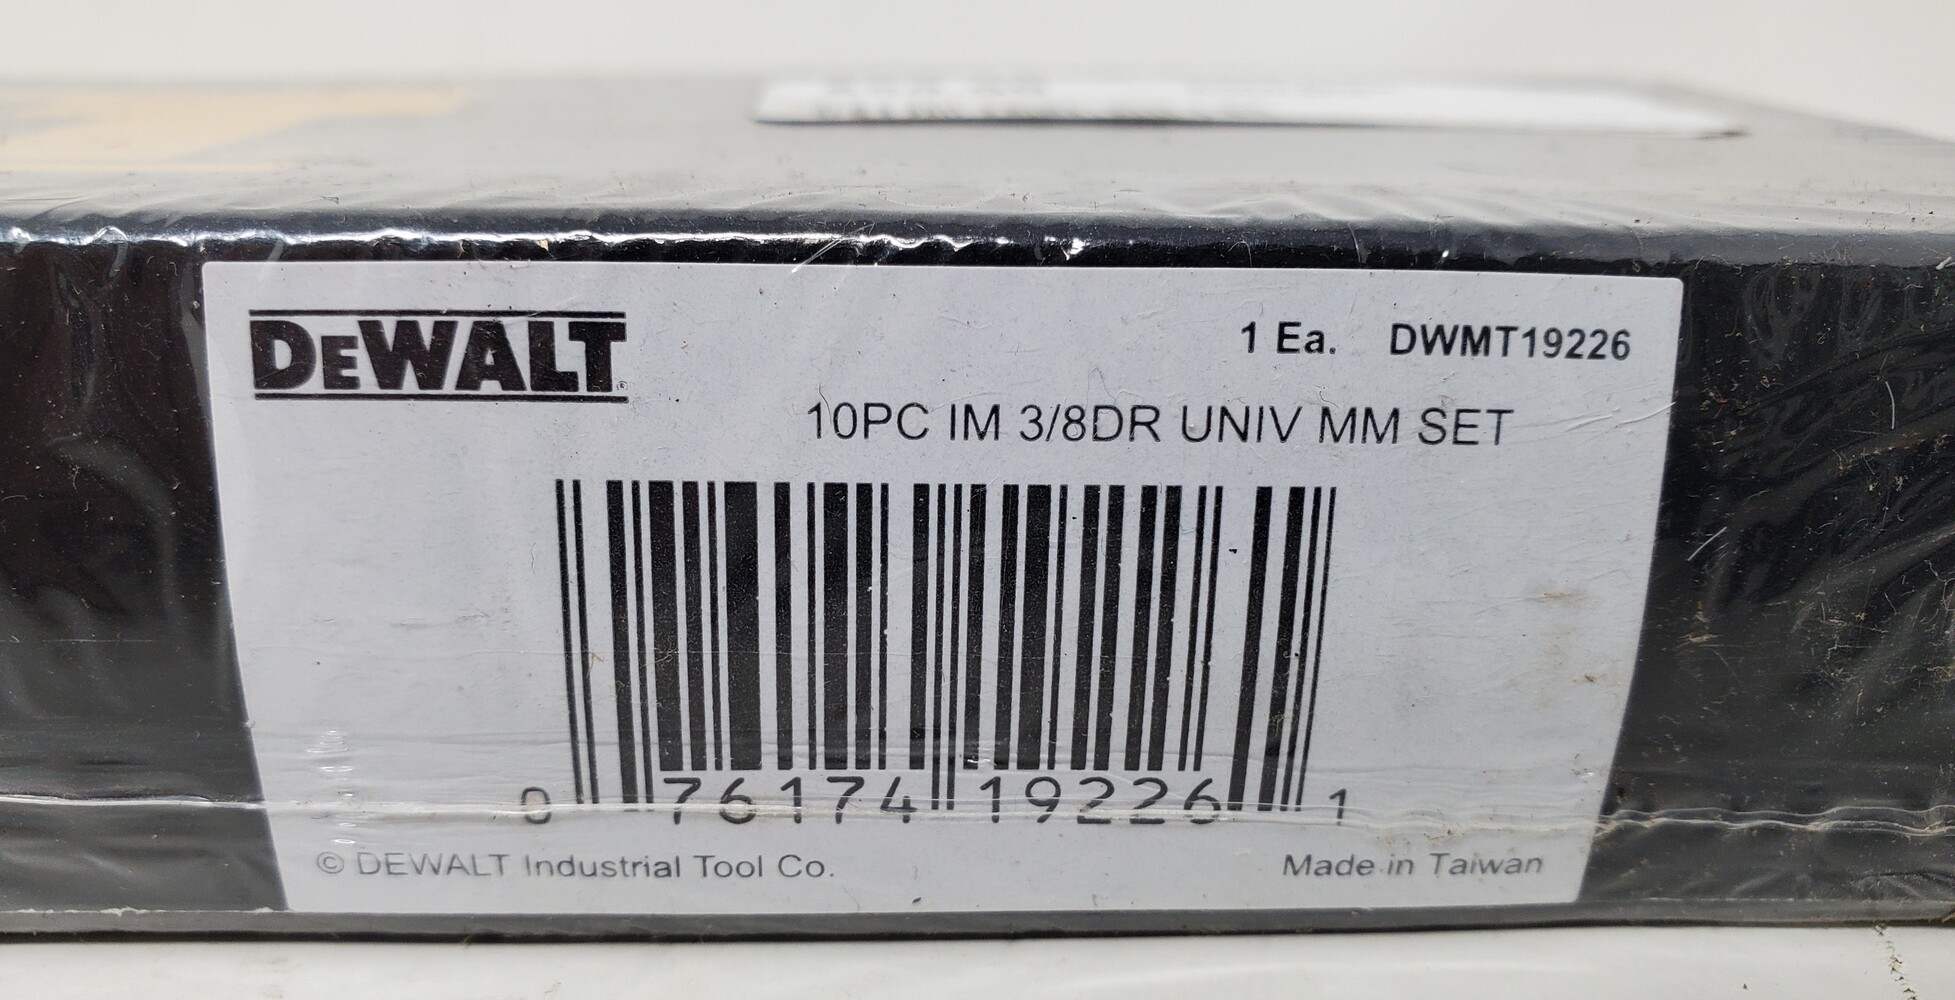 DEWALT®
1 Ea. DWMT19226
10PC IM 3/8DR UNIV MM SET
0 76174 19226 1
© DEWALT Industrial Tool Co.
Made in Taiwan